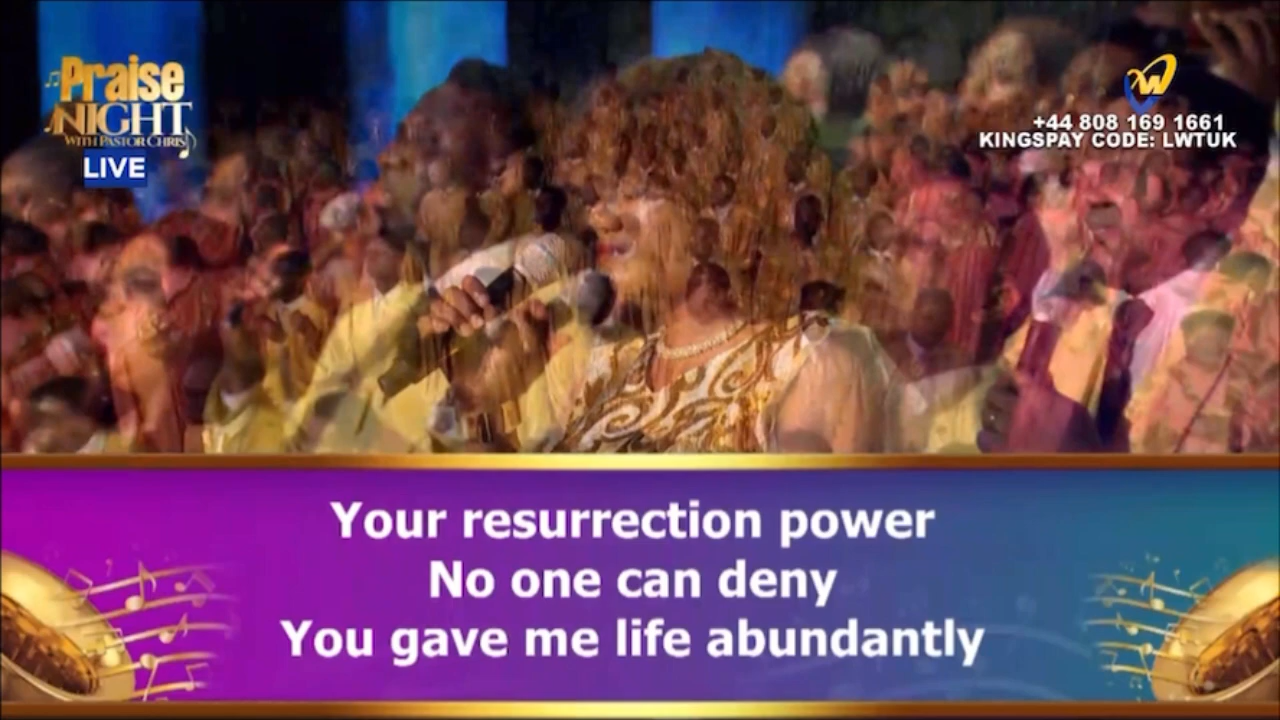 Praise
NIGHT
WITH PASTOR CHRIS
LIVE
W
+44 808 169 1661
KINGSPAY CODE: LWTUK
Your resurrection power
No one can deny
You gave me life abundantly